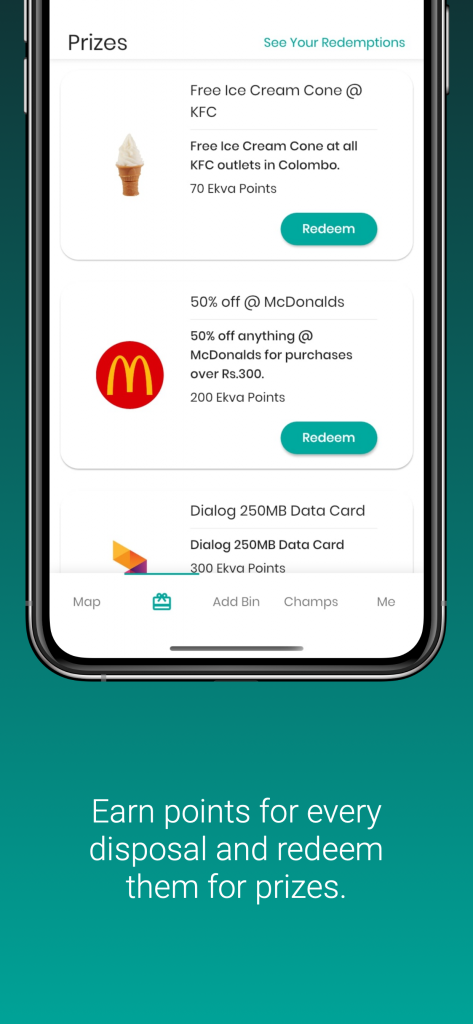 Prizes
See Your Redemptions
Free Ice Cream Cone @
KFC
Free Ice Cream Cone at all
KFC outlets in Colombo.
70 Ekva Points
Redeem
50% off @ McDonalds
50% off anything @
McDonalds for purchases
over Rs.300.
200 Ekva Points
Redeem
Dialog 250MB Data Card
Dialog 250MB Data Card
300 Ekva Points
Map
Add Bin
Champs
Me
Earn points for every
disposal and redeem
them for prizes.